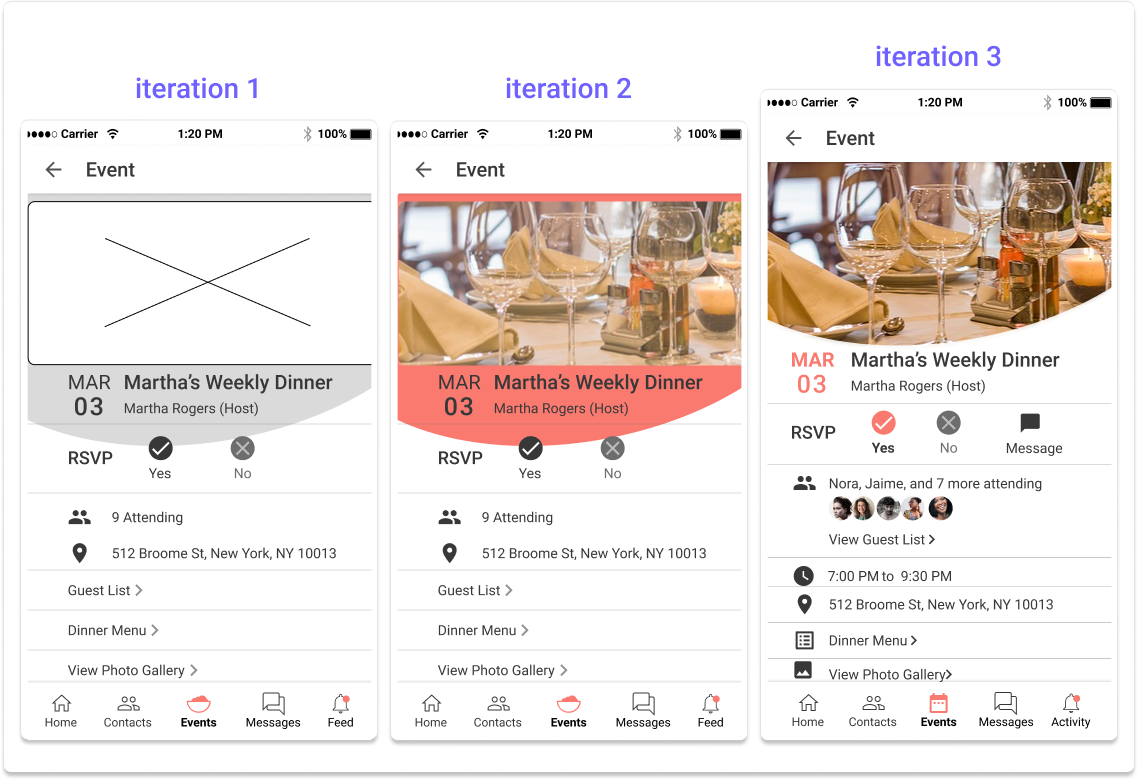 iteration 1
Carrier 1:20 PM 100%
Event
MAR Martha's Weekly Dinner
03 Martha Rogers (Host)
RSVP
Yes No
9 Attending
512 Broome St, New York, NY 10013
Guest List
Dinner Menu
View Photo Gallery
Home Contacts Events Messages Feed
iteration 2
Carrier 1:20 PM 100%
Event
MAR Martha's Weekly Dinner
03 Martha Rogers (Host)
RSVP
Yes No
9 Attending
512 Broome St, New York, NY 10013
Guest List
Dinner Menu
View Photo Gallery
Home Contacts Events Messages Feed
iteration 3
Carrier 1:20 PM 100%
Event
MAR Martha's Weekly Dinner
03 Martha Rogers (Host)
RSVP
Yes No Message
Nora, Jaime, and 7 more attending
View Guest List
7:00 PM to 9:30 PM
512 Broome St, New York, NY 10013
Dinner Menu
View Photo Gallery
Home Contacts Events Messages Activity